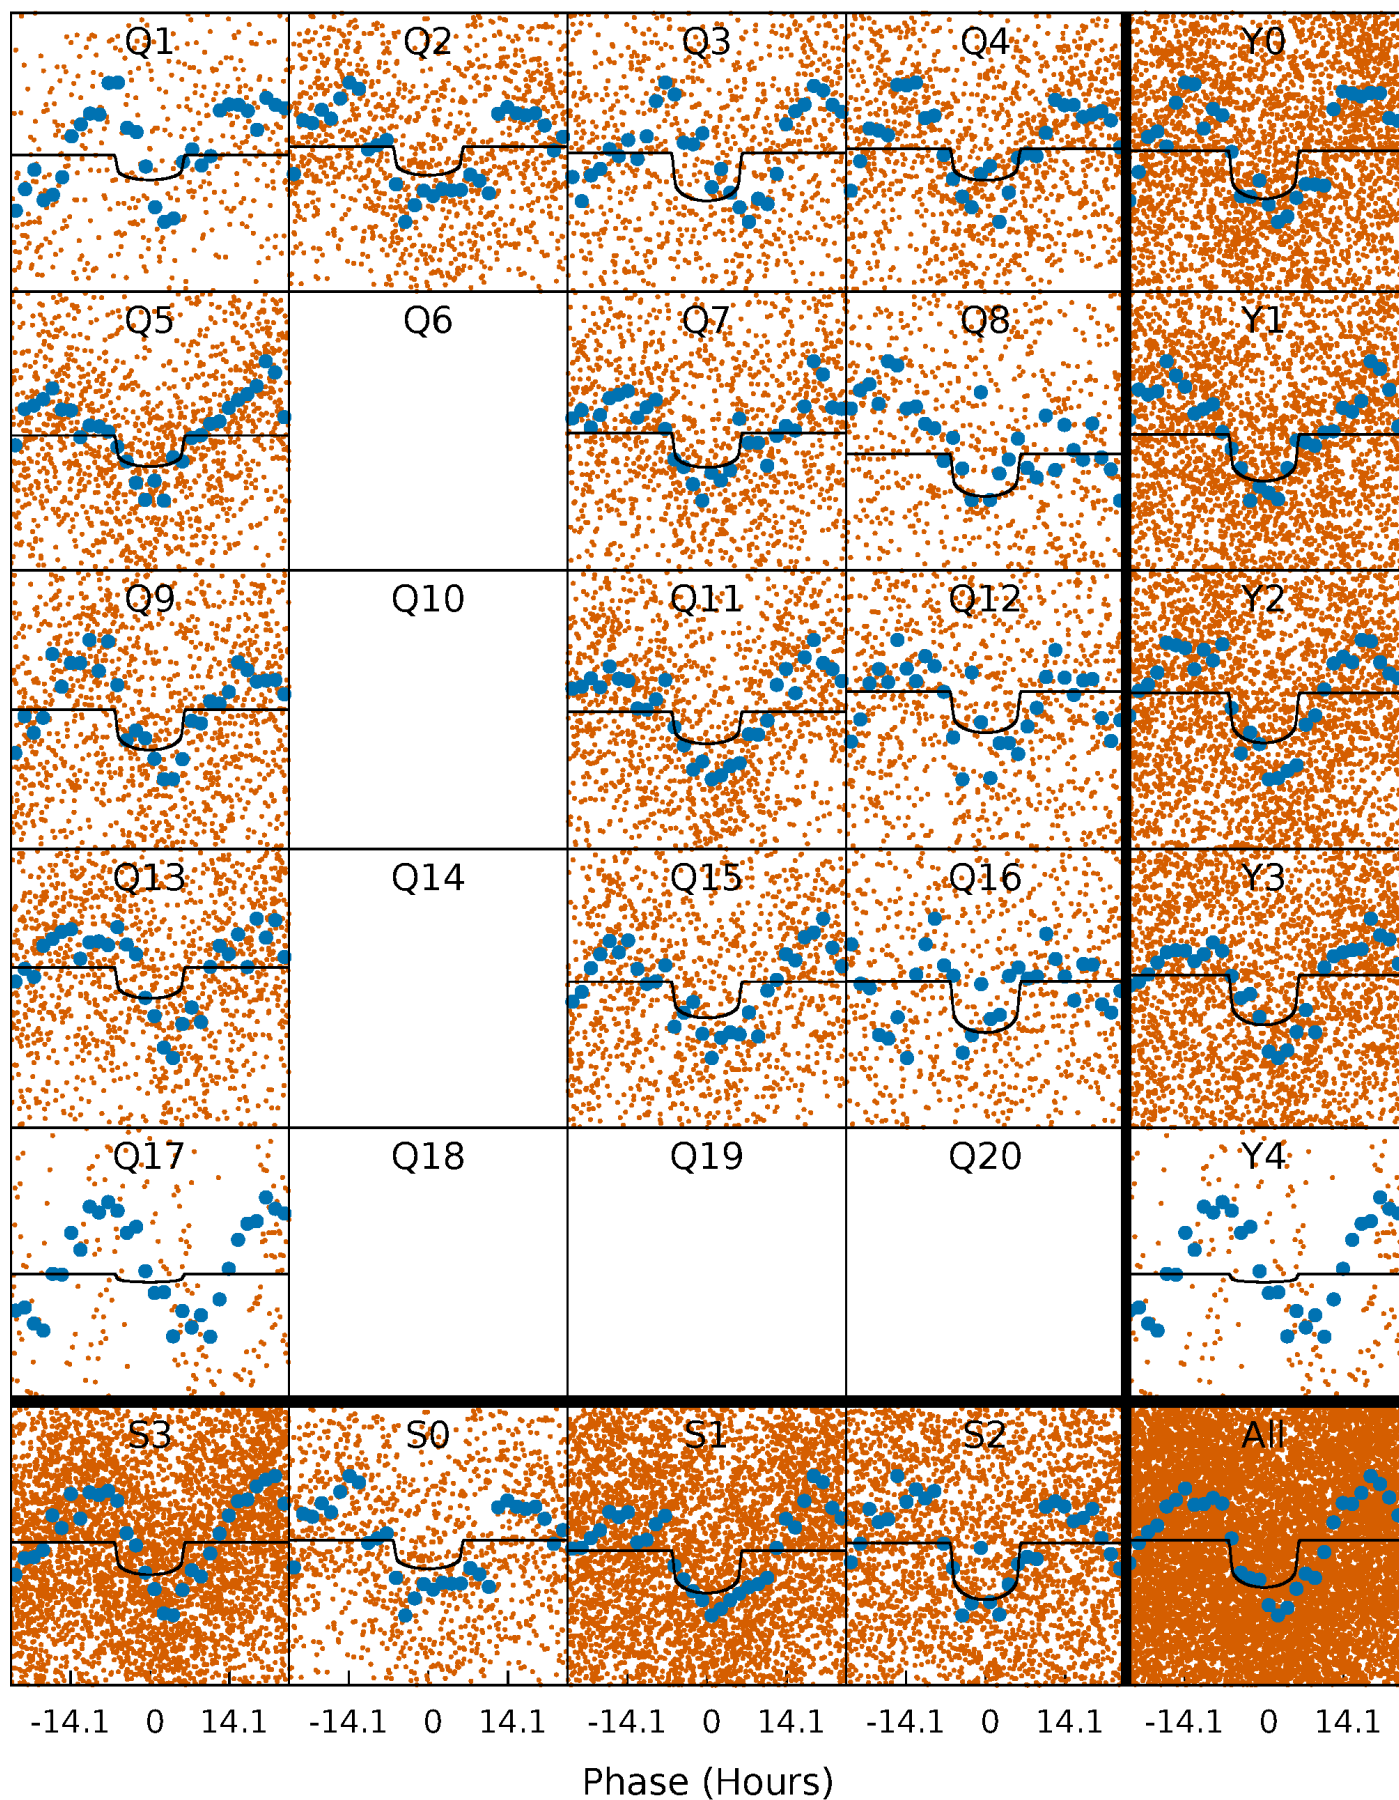 Q1 Q2 Q3 Q4 Y0
Q5 Q6 Q7 Q8 Y1
Q9 Q10 Q11 Q12 Y2
Q13 Q14 Q15 Q16 Y3
Q17 Q18 Q19 Q20 Y4
S3 S0 S1 S2 All
-14.1 0 14.1 -14.1 0 14.1 -14.1 0 14.1 -14.1 0 14.1 -14.1 0 14.1
Phase (Hours)